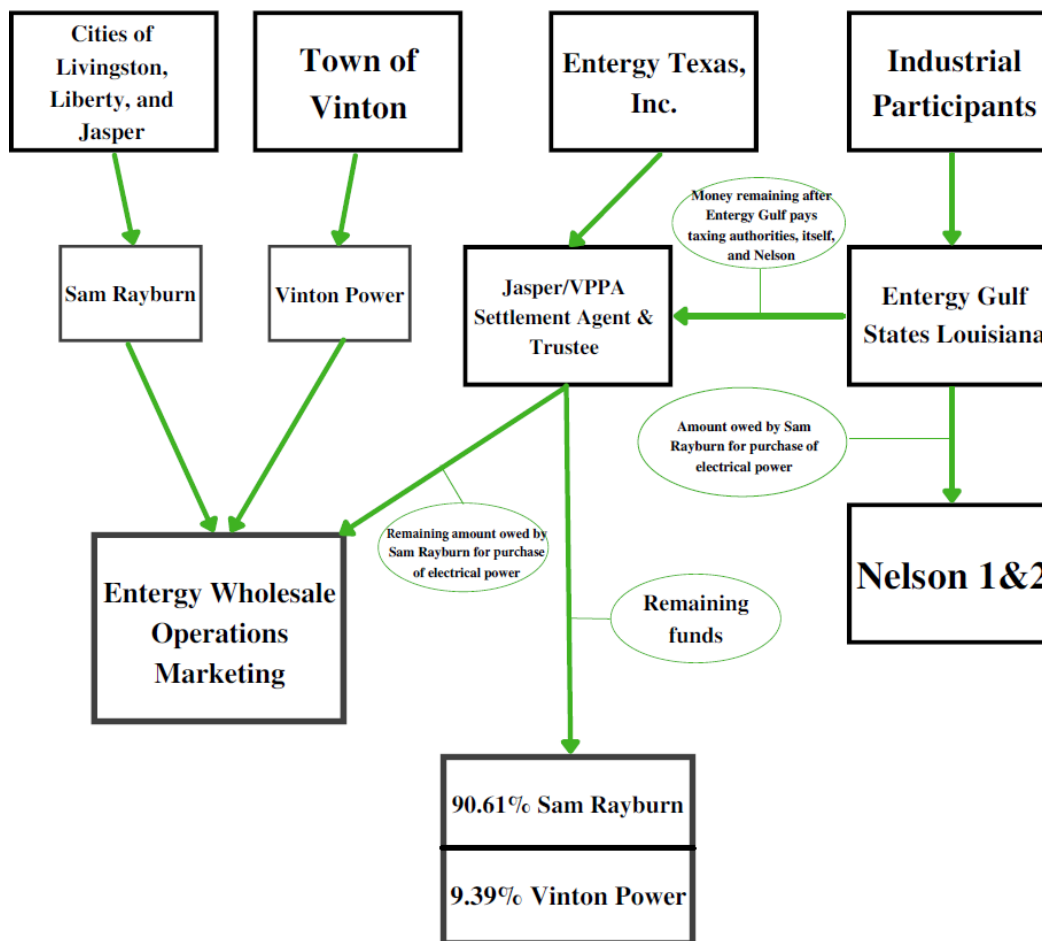 Cities of
Livingston,
Liberty, and
Jasper
Town of
Vinton
Entergy Texas,
Inc.
Industrial
Participants
Money remaining after
Entergy Gulf pays
taxing authorities, itself,
and Nelson
Sam Rayburn
Vinton Power
Jasper/VPPA
Settlement Agent &
Trustee
Entergy Gulf
States Louisiana
Amount owed by Sam
Rayburn for purchase of
electrical power
Remaining amount owed by
Sam Rayburn for purchase
of electrical power
Entergy Wholesale
Operations
Marketing
Remaining
funds
Nelson 1&2
90.61% Sam Rayburn
9.39% Vinton Power